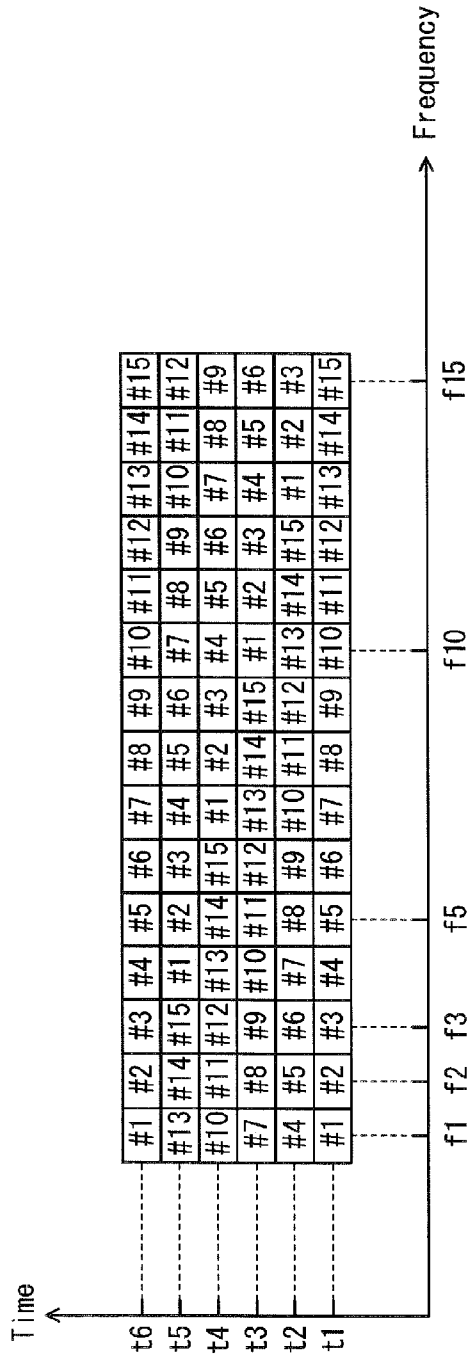 Time
t6 #1 #2 #3 #4 #5 #6 #7 #8 #9 #10 #11 #12 #13 #14 #15
t5 #13 #14 #15 #1 #2 #3 #4 #5 #6 #7 #8 #9 #10 #11 #12
t4 #10 #11 #12 #13 #14 #15 #1 #2 #3 #4 #5 #6 #7 #8 #9
t3 #7 #8 #9 #10 #11 #12 #13 #14 #15 #1 #2 #3 #4 #5 #6
t2 #4 #5 #6 #7 #8 #9 #10 #11 #12 #13 #14 #15 #1 #2 #3
t1 #1 #2 #3 #4 #5 #6 #7 #8 #9 #10 #11 #12 #13 #14 #15
f1 f2 f3 f5 f10 f15
Frequency